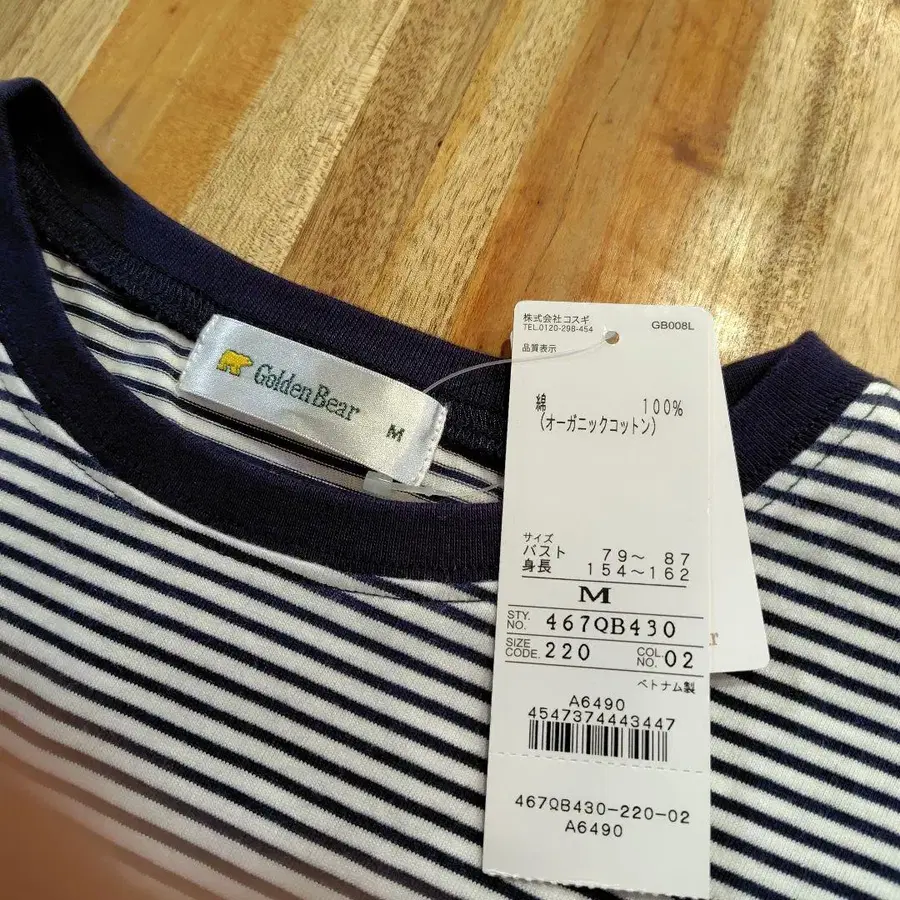 Golden Bear
M
株式会社コスギ
TEL.0120-298-454
GB008L
品質表示
綿 100%
(オーガニックコットン)
サイズ
バスト 79~ 87
身長 154~162
M
STY. NO. 467QB430
SIZE CODE. 220 COL. NO. 02
ベトナム製
A6490
4547374443447
467QB430-220-02
A6490